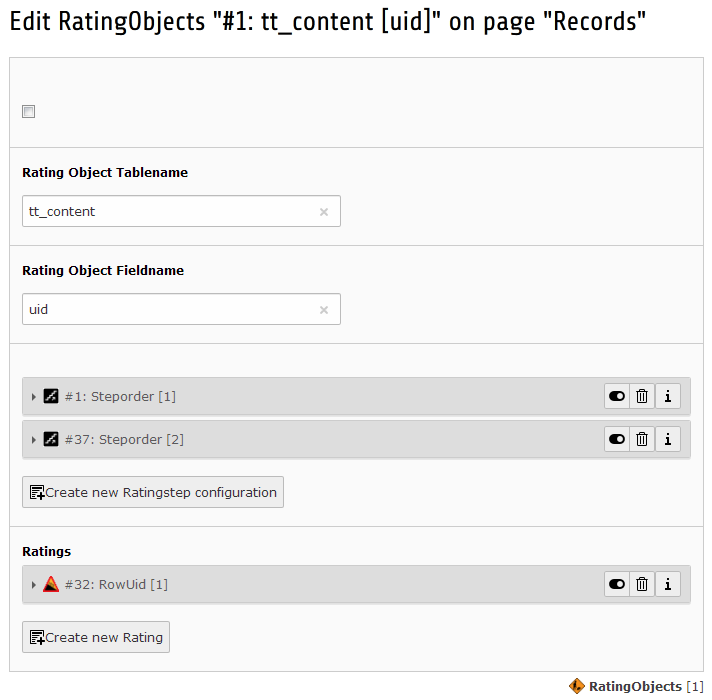 Edit RatingObjects "#1: tt_content [uid]" on page "Records"
Rating Object Tablename
tt_content
Rating Object Fieldname
uid
#1: Steporder [1]
#37: Steporder [2]
Create new Ratingstep configuration
Ratings
#32: RowUid [1]
Create new Rating
RatingObjects [1]